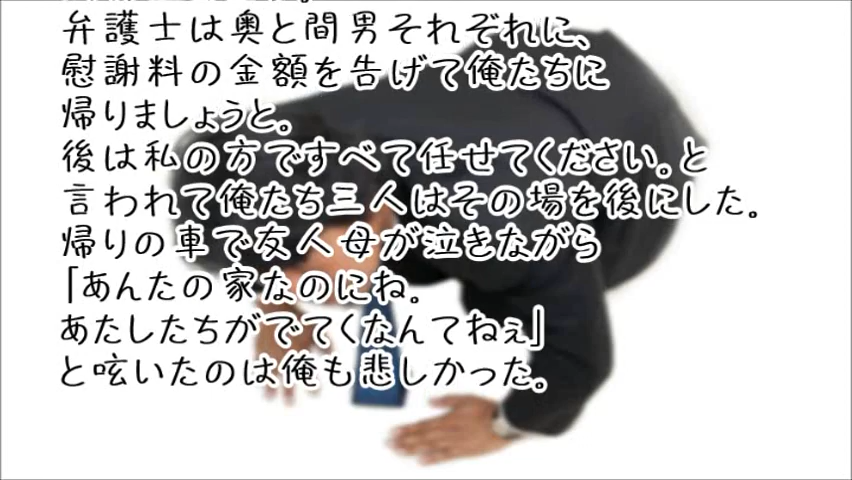 弁護士は奥と間男それぞれに、
慰謝料の金額を告げて俺たちに
帰りましょうと。
後は私の方ですべて任せてください。と
言われて俺たち三人はその場を後にした。
帰りの車で友人母が泣きながら
「あんたの家なのにね。
あたしたちがでてくなんてねぇ」
と呟いたのは俺も悲しかった。